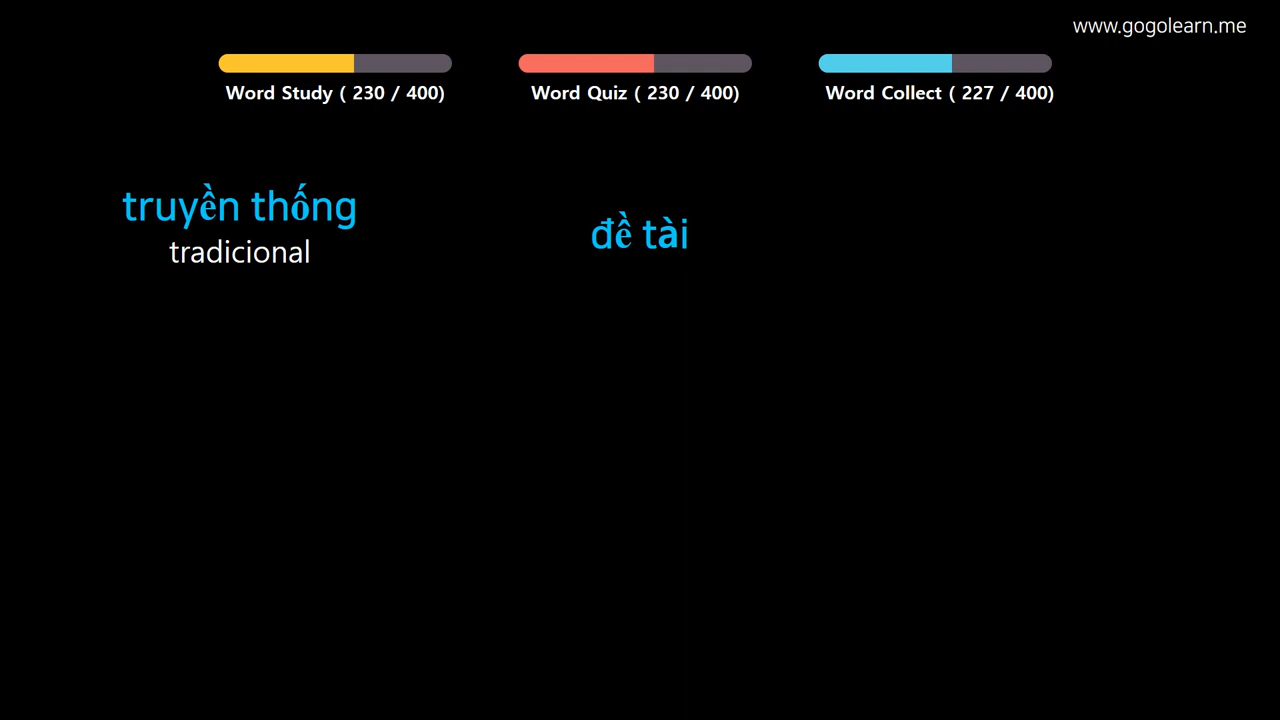 www.gogolearn.me
Word Study ( 230 / 400)
Word Quiz ( 230 / 400)
Word Collect ( 227 / 400)
truyền thống
tradicional
đề tài